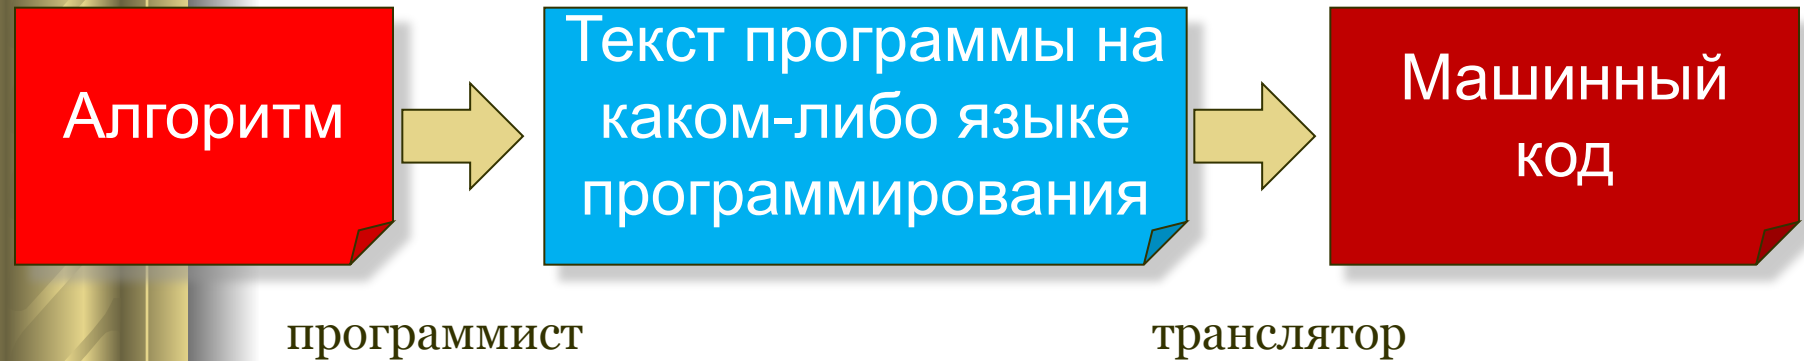 Алгоритм
Текст программы на
каком-либо языке
программирования
Машинный
код
программист
транслятор